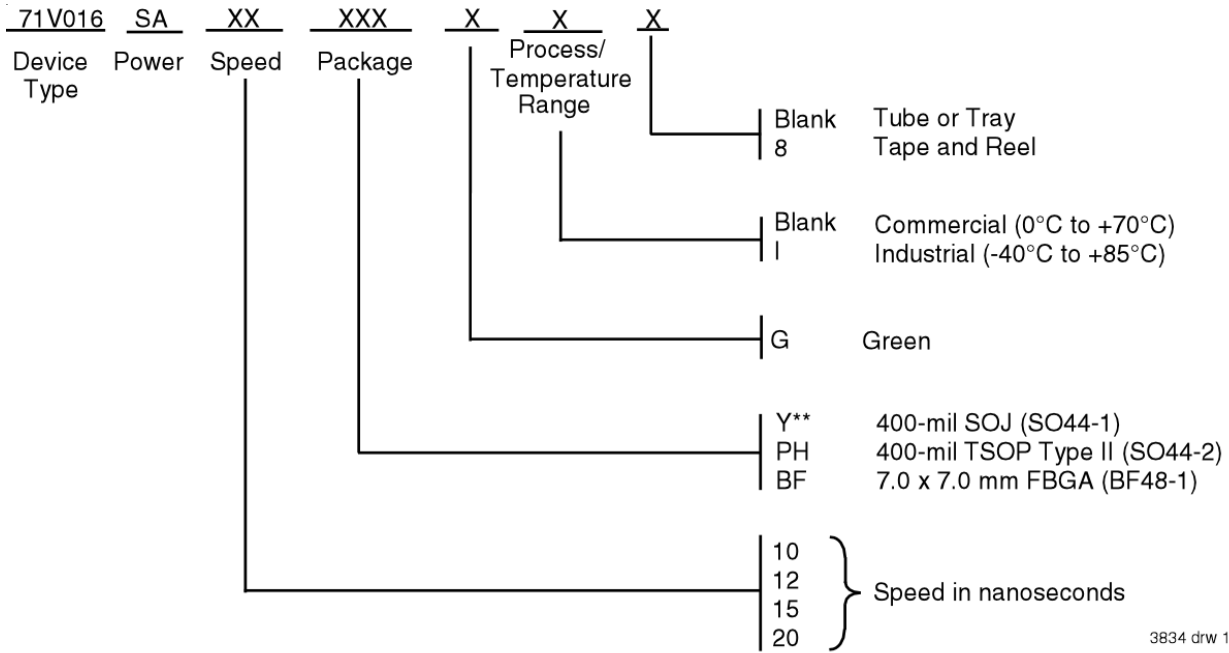 71V016 SA XX XXX X X X
Device Type
Power
Speed
Package
Process/
Temperature
Range
Blank Tube or Tray
8 Tape and Reel
Blank Commercial (0°C to +70°C)
I Industrial (-40°C to +85°C)
G Green
Y** 400-mil SOJ (SO44-1)
PH 400-mil TSOP Type II (SO44-2)
BF 7.0 x 7.0 mm FBGA (BF48-1)
10
12
15
20
Speed in nanoseconds
3834 drw 1